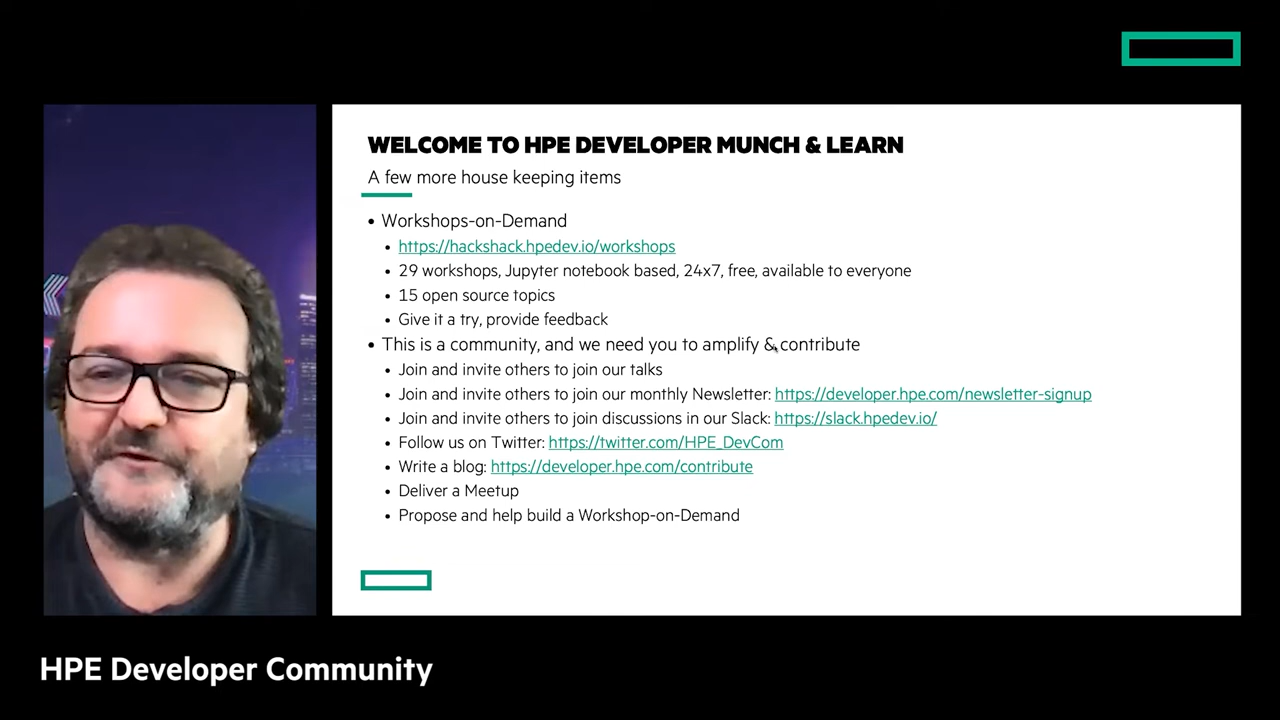 WELCOME TO HPE DEVELOPER MUNCH & LEARN
A few more house keeping items
• Workshops-on-Demand
• https://hackshack.hpedev.io/workshops
• 29 workshops, Jupyter notebook based, 24x7, free, available to everyone
• 15 open source topics
• Give it a try, provide feedback
• This is a community, and we need you to amplify & contribute
• Join and invite others to join our talks
• Join and invite others to join our monthly Newsletter: https://developer.hpe.com/newsletter-signup
• Join and invite others to join discussions in our Slack: https://slack.hpedev.io/
• Follow us on Twitter: https://twitter.com/HPE_DevCom
• Write a blog: https://developer.hpe.com/contribute
• Deliver a Meetup
• Propose and help build a Workshop-on-Demand
HPE Developer Community